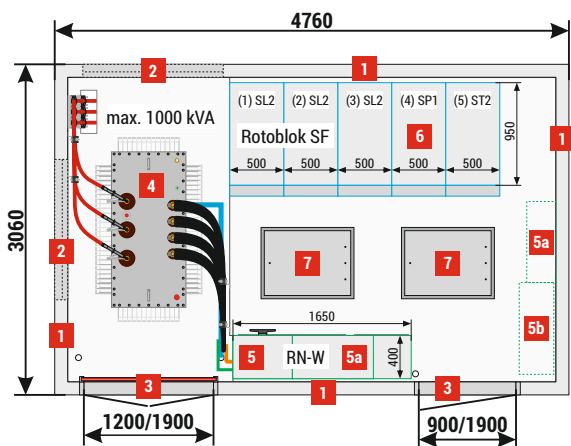 4760
2
1
(1) SL2 (2) SL2 (3) SL2 (4) SP1 (5) ST2
max. 1000 kVA
Rotoblok SF
6
950
1
500 500 500 500 500
4
3060
5a
2
7
7
1650
5b
1
5
RN-W
5a
400
3
1
3
1200/1900
900/1900